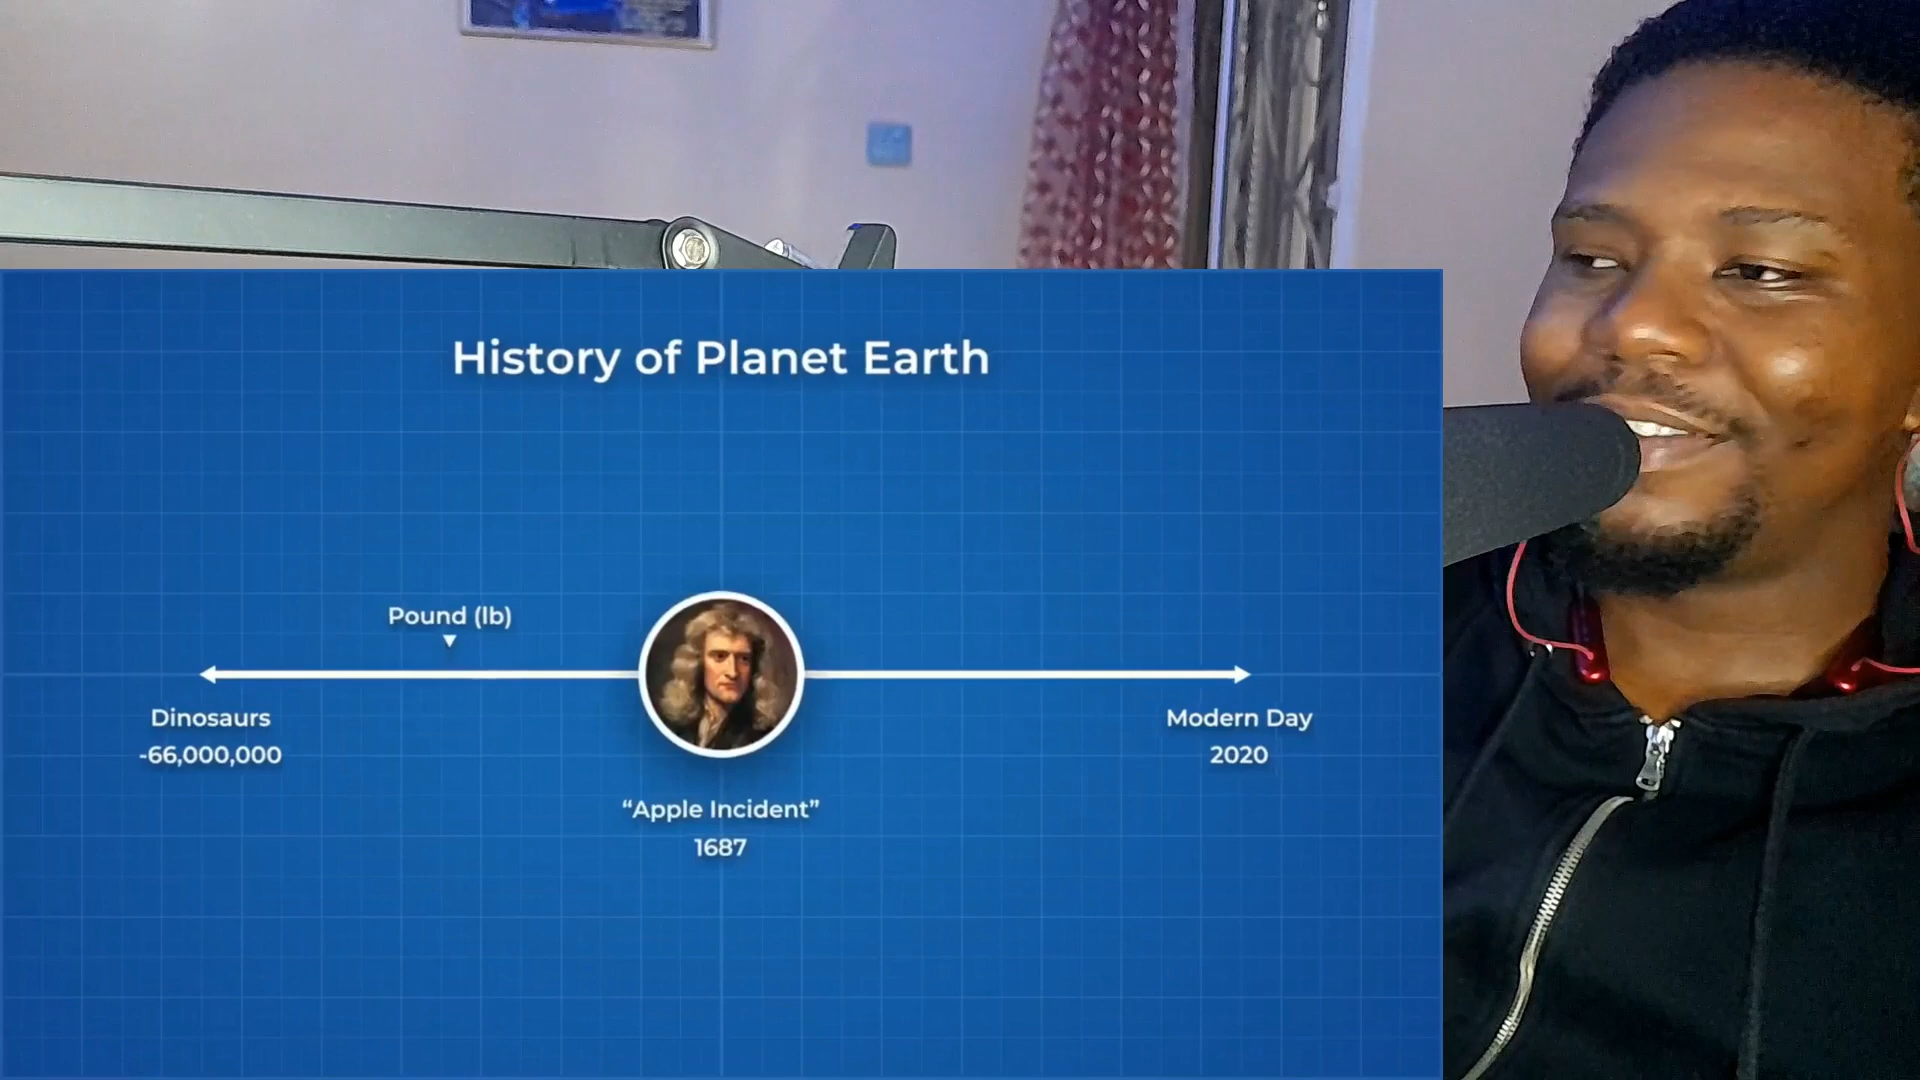 History of Planet Earth
Pound (lb)
Dinosaurs
-66,000,000
Modern Day
2020
“Apple Incident”
1687